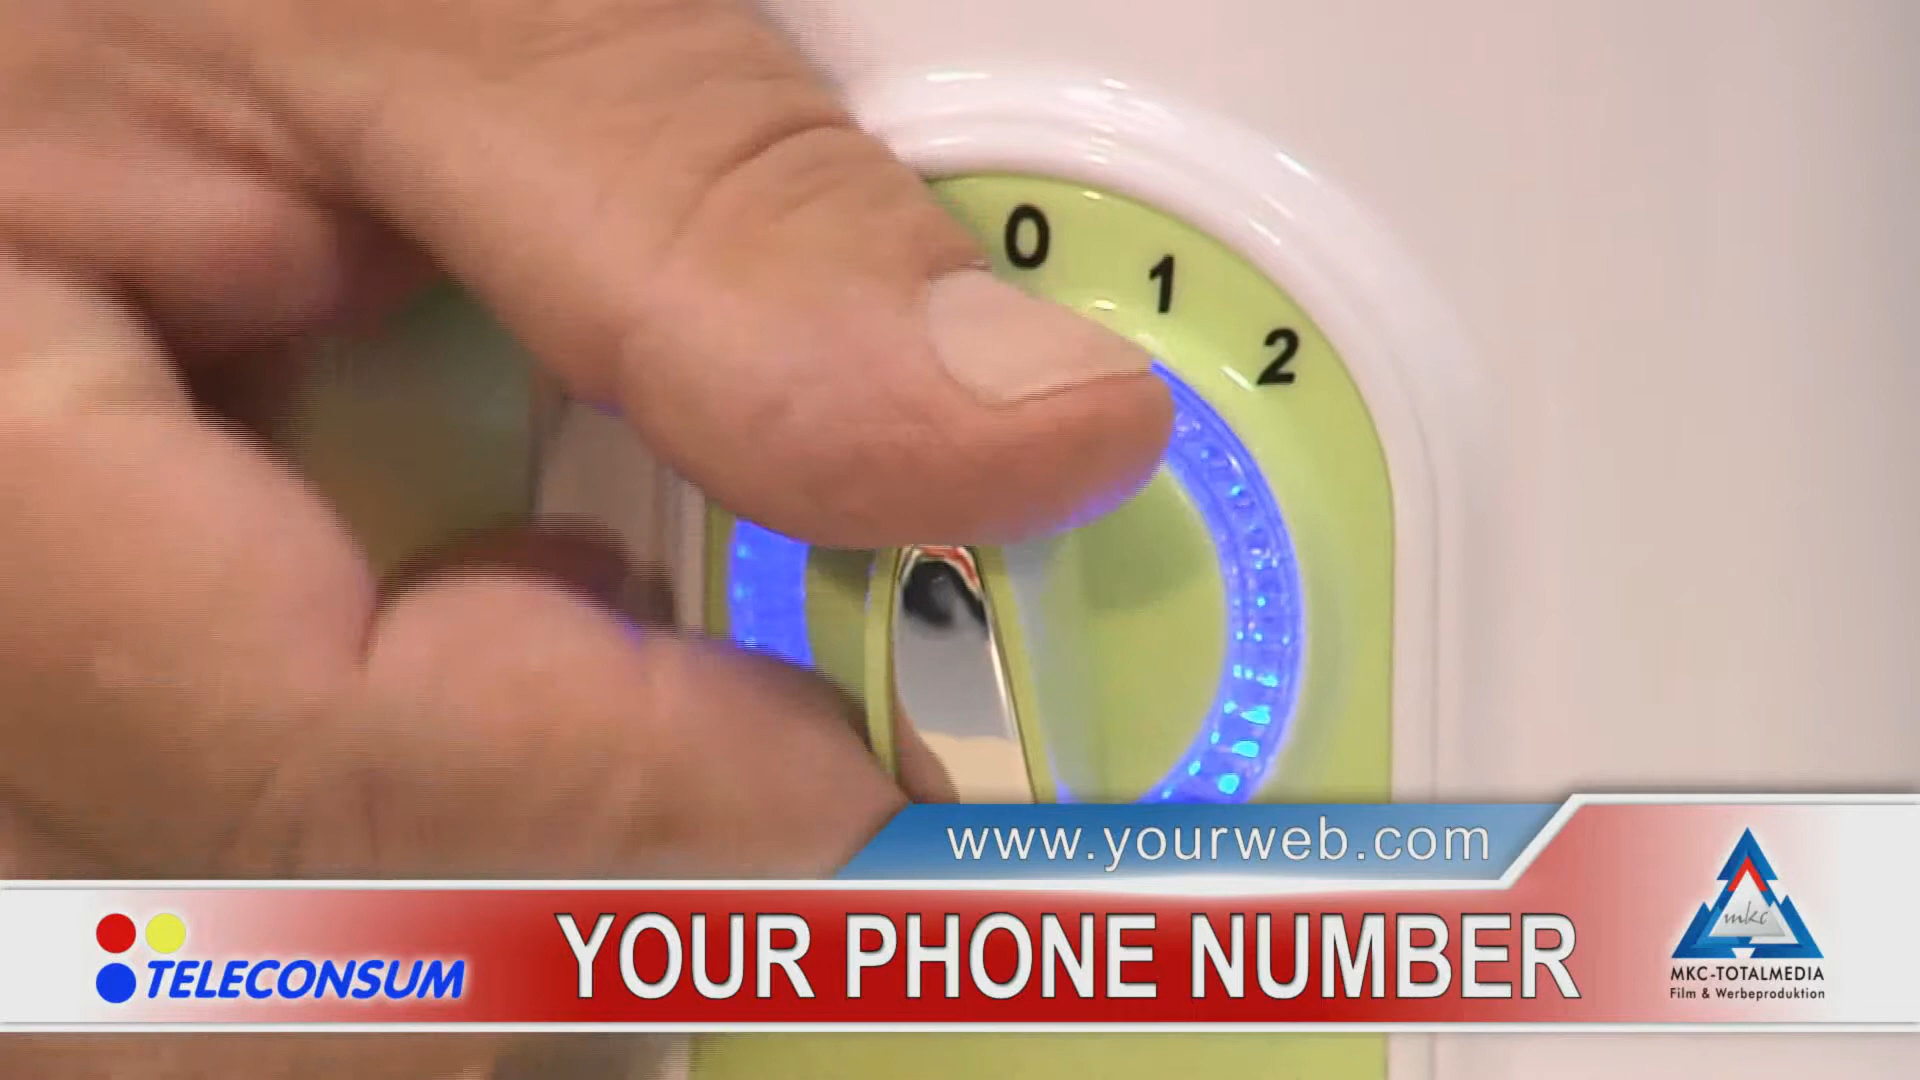 0
1
2
www.yourweb.com
YOUR PHONE NUMBER
TELECONSUM
mkc
MKC-TOTALMEDIA
Film & Werbeproduktion